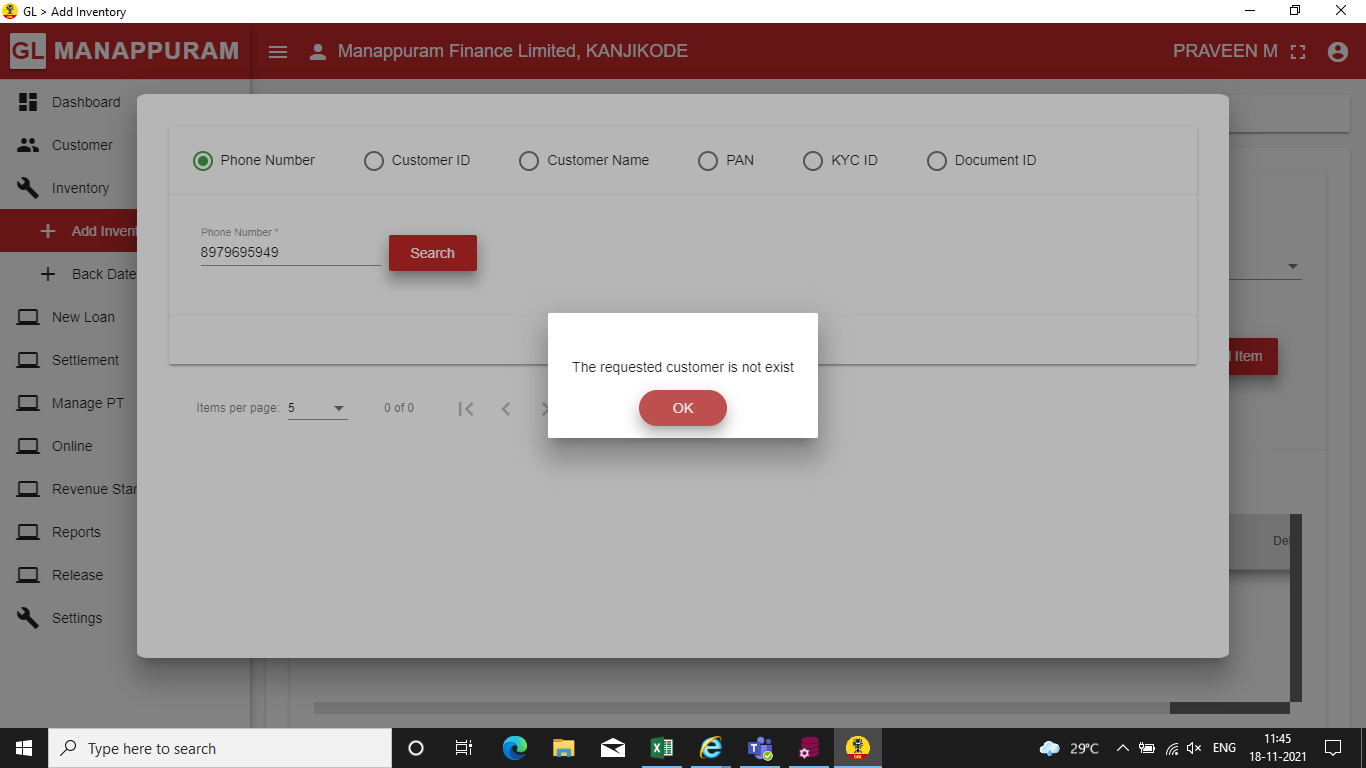 GL > Add Inventory
GL MANAPPURAM
Manappuram Finance Limited, KANJIKODE
PRAVEEN M
Dashboard
Customer
Inventory
Add Invent
Back Date
New Loan
Settlement
Manage PT
Online
Revenue Star
Reports
Release
Settings
Phone Number
Customer ID
Customer Name
PAN
KYC ID
Document ID
Phone Number *
8979695949
Search
Item
The requested customer is not exist
OK
Items per page: 5
0 of 0
Del
Type here to search
29°C
ENG
11:45
18-11-2021